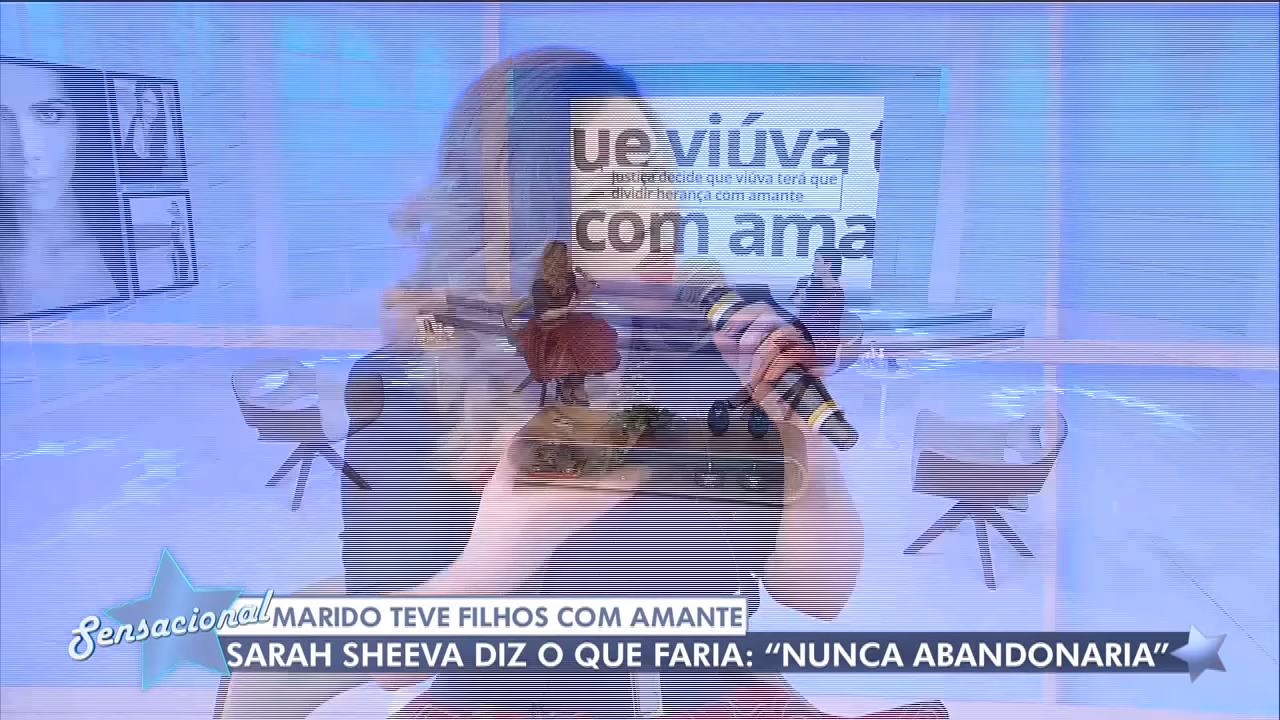 ue viúva t
Justiça decide que viúva terá que
dividir herança com amante
com ama
Sensacional
MARIDO TEVE FILHOS COM AMANTE
SARAH SHEEVA DIZ O QUE FARIA: “NUNCA ABANDONARIA”